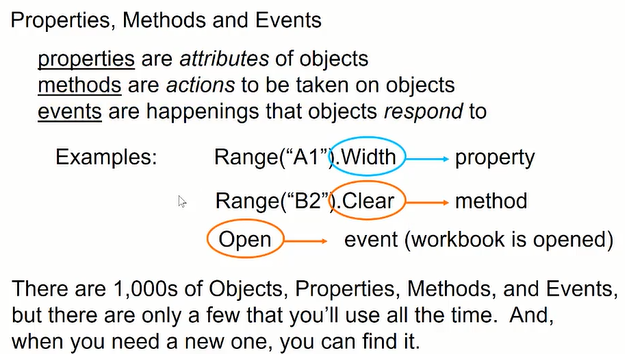 Properties, Methods and Events
properties are attributes of objects
methods are actions to be taken on objects
events are happenings that objects respond to
Examples: Range(“A1”).Width property
Range(“B2”).Clear method
Open event (workbook is opened)
There are 1,000s of Objects, Properties, Methods, and Events,
but there are only a few that you’ll use all the time. And,
when you need a new one, you can find it.